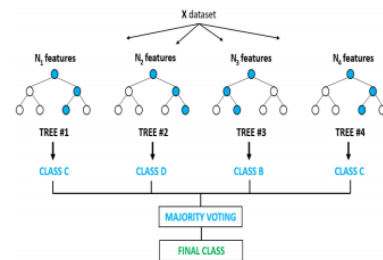 X dataset
N₁ features N₂ features N₃ features N₆ features
TREE #1 TREE #2 TREE #3 TREE #4
CLASS C CLASS D CLASS B CLASS C
MAJORITY VOTING
FINAL CLASS